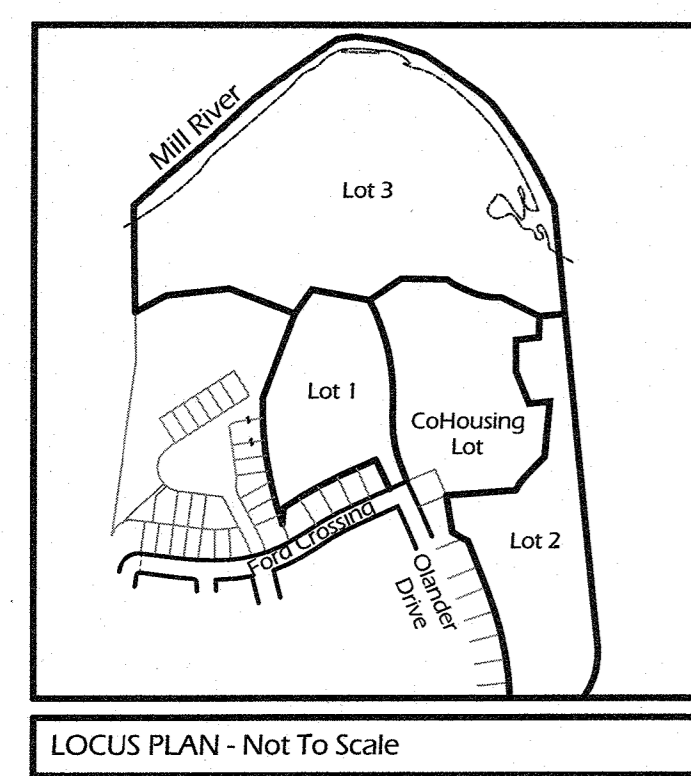 Mill River
Lot 3
Lot 1
CoHousing
Lot
Ford Crossing
Lot 2
Olander
Drive
LOCUS PLAN - Not To Scale